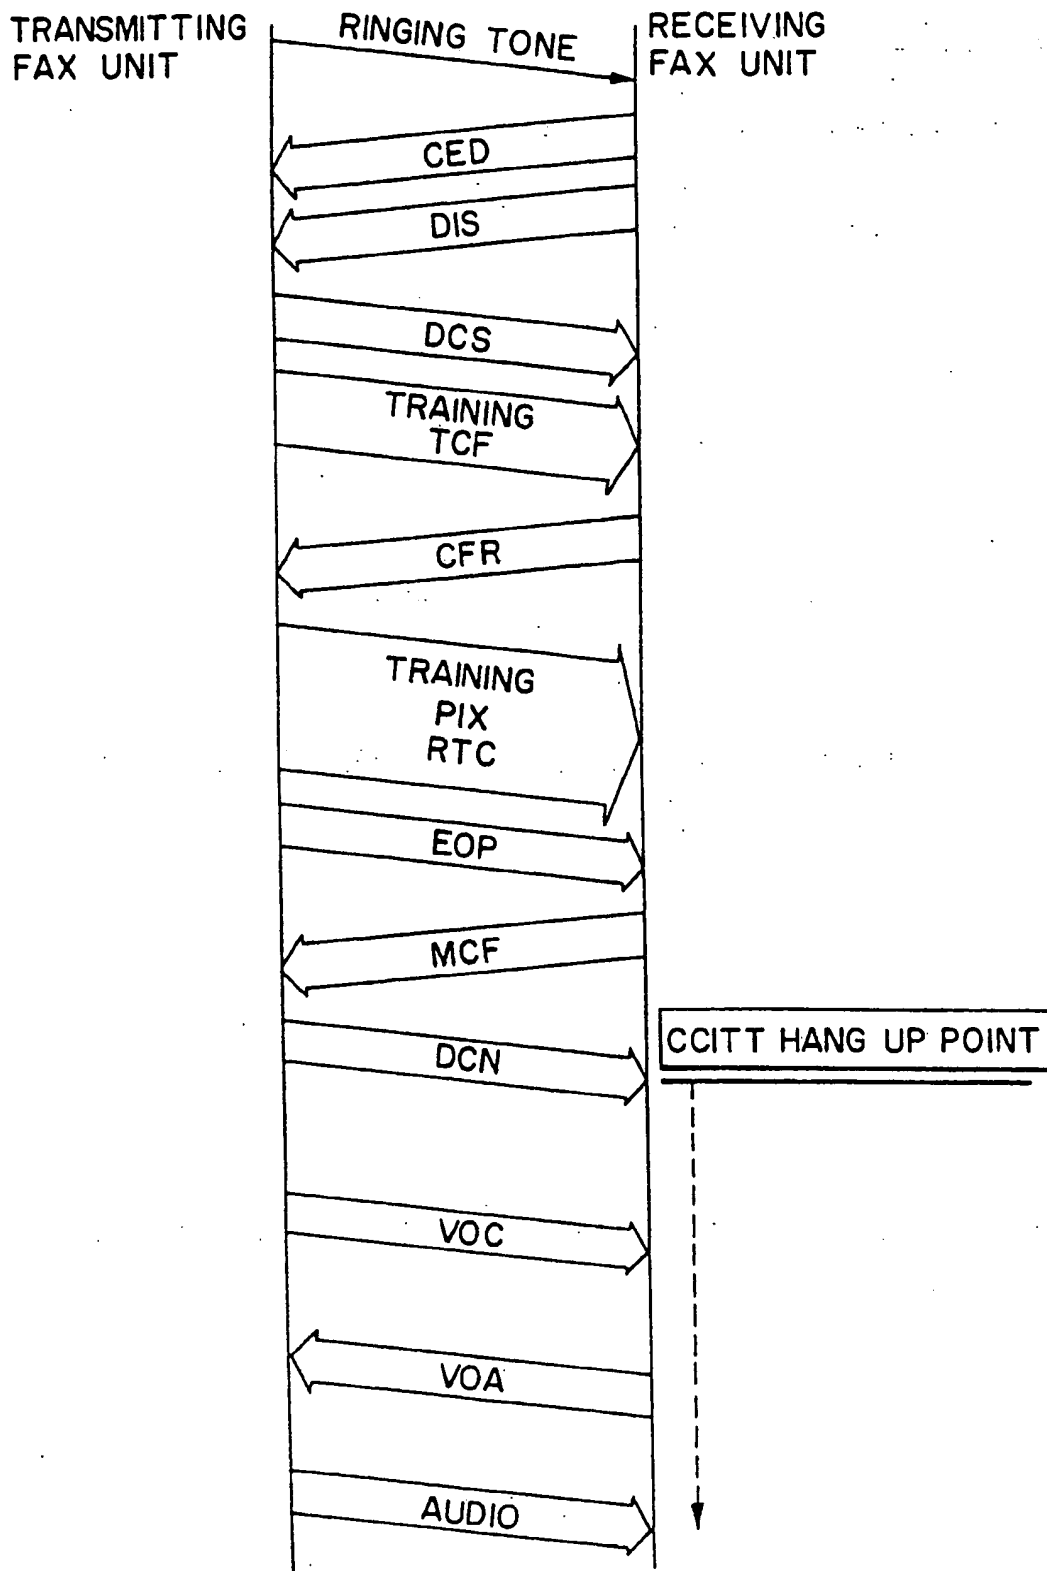 TRANSMITTING
FAX UNIT
RINGING TONE
RECEIVING
FAX UNIT
CED
DIS
DCS
TRAINING
TCF
CFR
TRAINING
PIX
RTC
EOP
MCF
CCITT HANG UP POINT
DCN
VOC
VOA
AUDIO